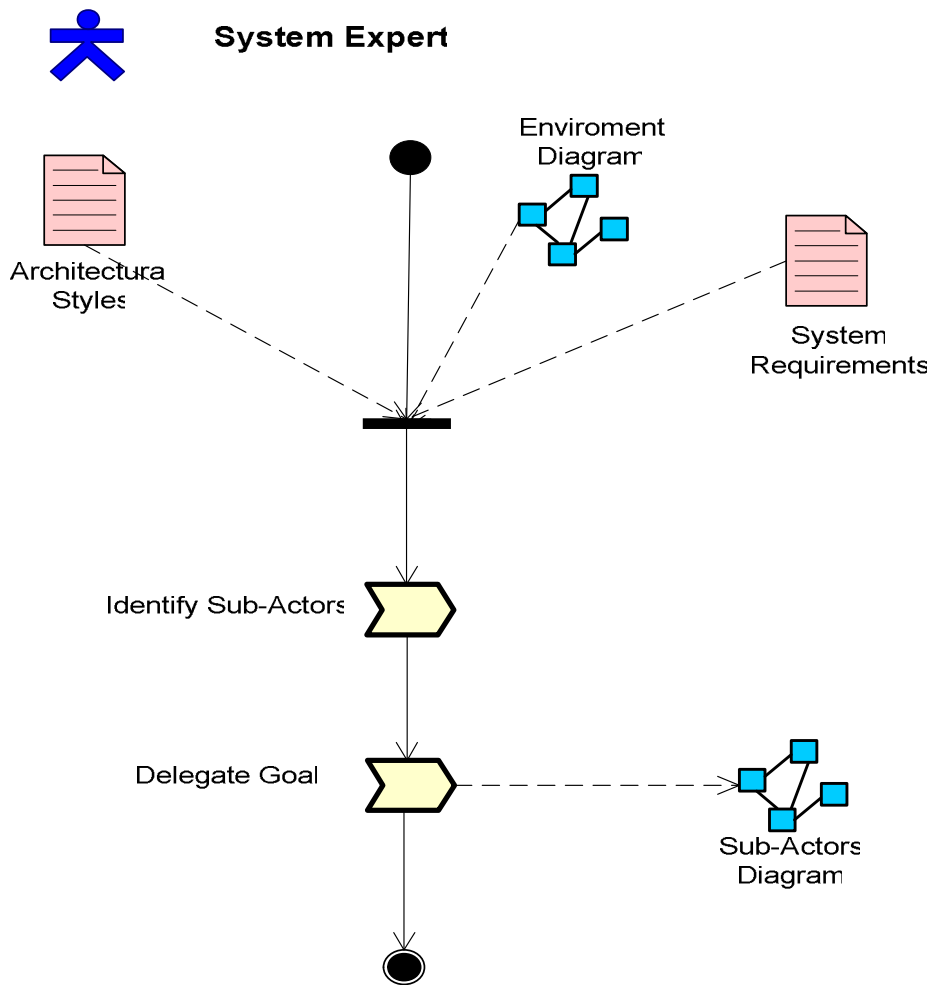 System Expert
Enviroment
Diagram
Architectura
Styles
System
Requirements
Identify Sub-Actors
Delegate Goal
Sub-Actors
Diagram